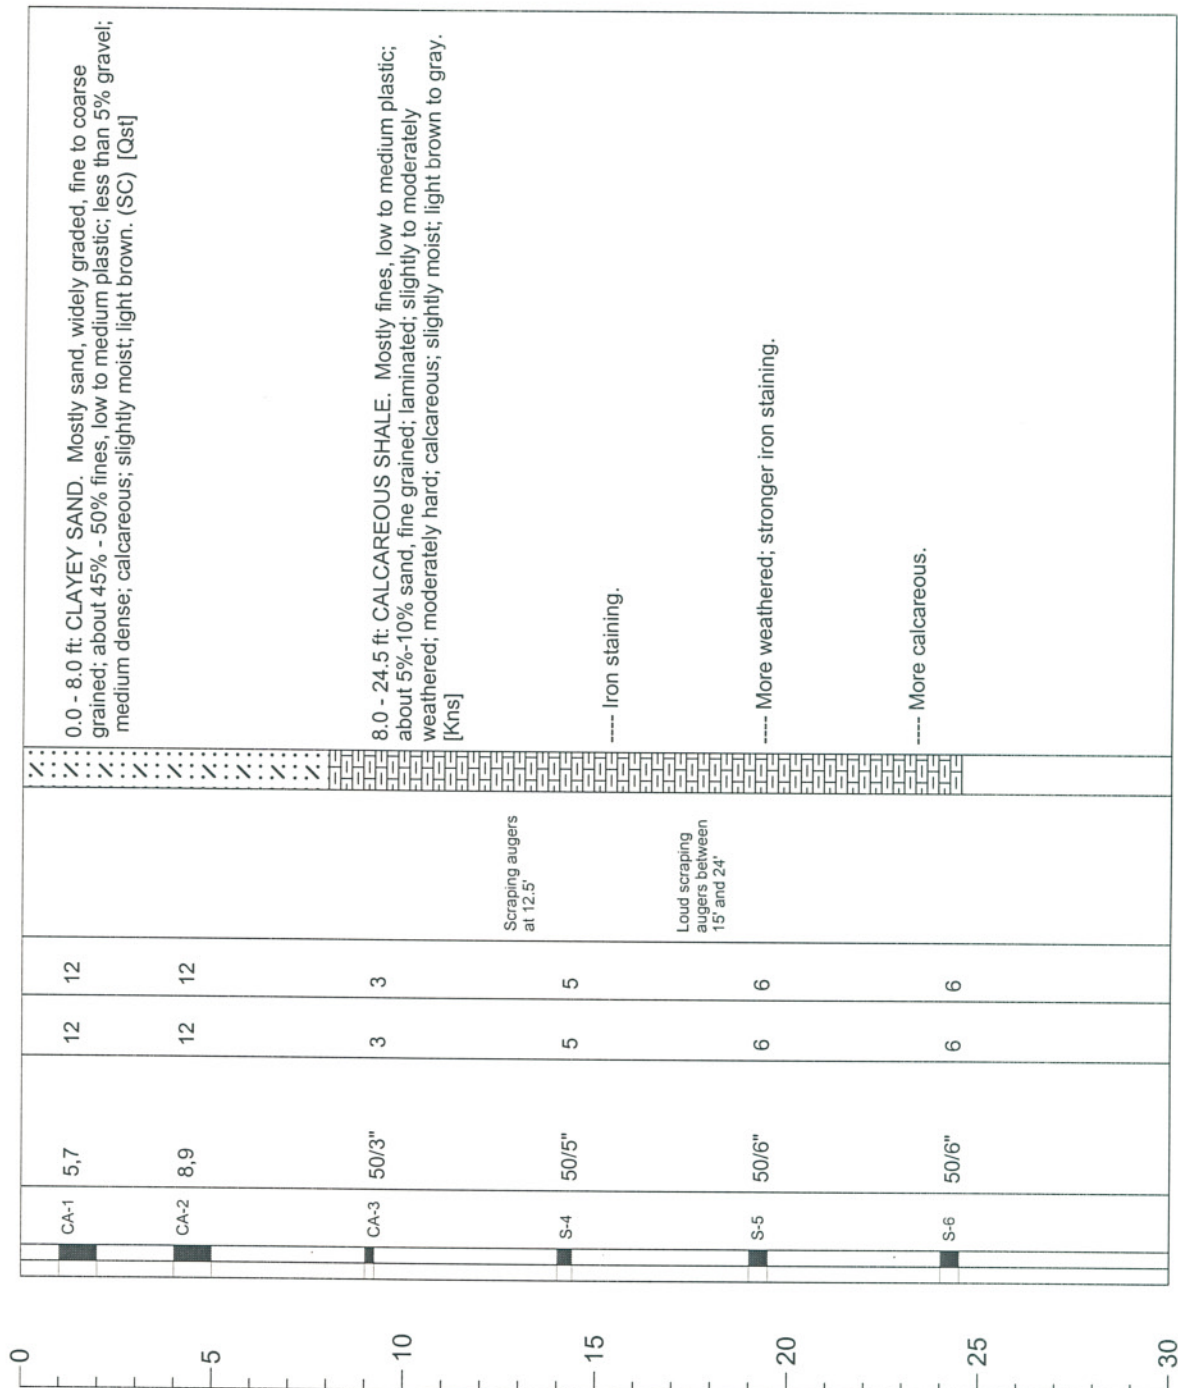 0
5
10
15
20
25
30
CA-1 5,7 12 12
CA-2 8,9 12 12
CA-3 50/3" 3 3
S-4 50/5" 5 5
S-5 50/6" 6 6
S-6 50/6" 6 6
Scraping augers
at 12.5'
Loud scraping
augers between
15' and 24'
0.0 - 8.0 ft: CLAYEY SAND. Mostly sand, widely graded, fine to coarse
grained; about 45% - 50% fines, low to medium plastic; less than 5% gravel;
medium dense; calcareous; slightly moist; light brown. (SC) [Qst]
8.0 - 24.5 ft: CALCAREOUS SHALE. Mostly fines, low to medium plastic;
about 5%-10% sand, fine grained; laminated; slightly to moderately
weathered; moderately hard; calcareous; slightly moist; light brown to gray.
[Kns]
---- Iron staining.
---- More weathered; stronger iron staining.
---- More calcareous.